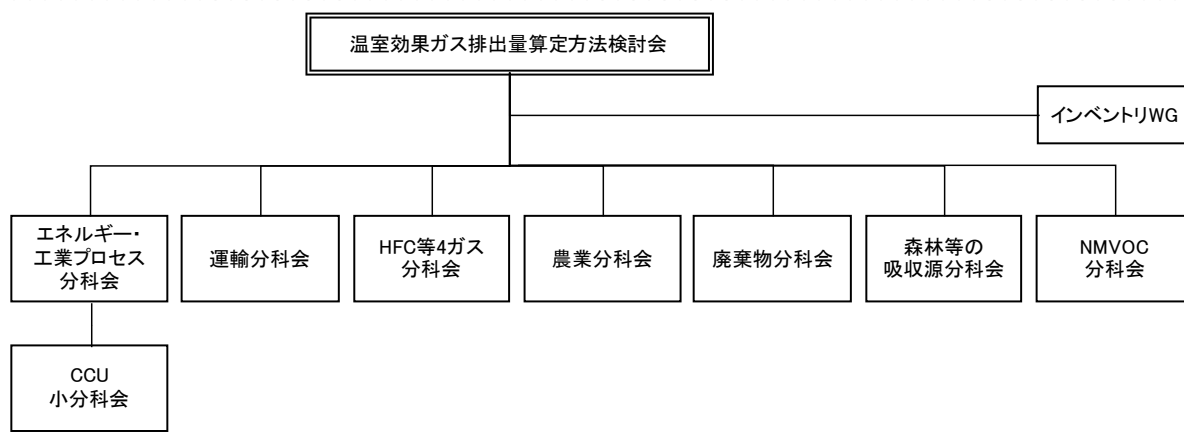 温室効果ガス排出量算定方法検討会
インベントリWG
エネルギー・
工業プロセス
分科会
運輸分科会
HFC等4ガス
分科会
農業分科会
廃棄物分科会
森林等の
吸収源分科会
NMVOC
分科会
CCU
小分科会